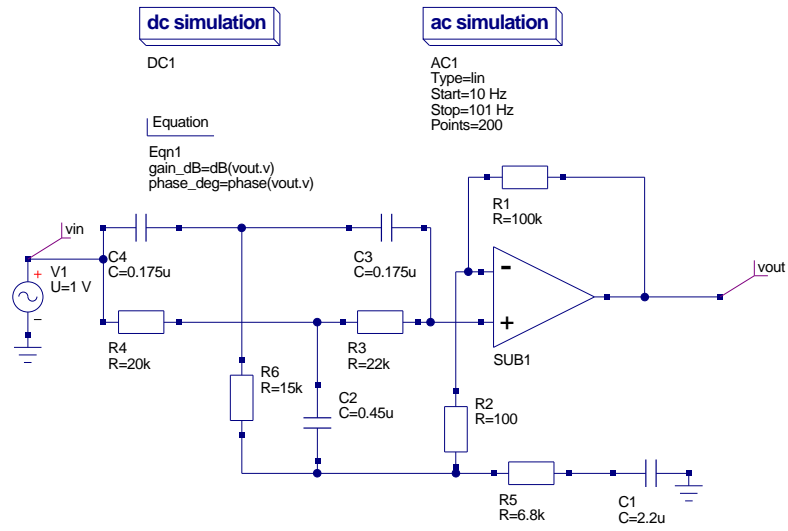 dc simulation
DC1
ac simulation
AC1
Type=lin
Start=10 Hz
Stop=101 Hz
Points=200
Equation
Eqn1
gain_dB=dB(vout.v)
phase_deg=phase(vout.v)
R1
R=100k
vin
+
V1
U=1 V
C4
C=0.175u
C3
C=0.175u
-
+
vout
SUB1
R4
R=20k
R3
R=22k
R6
R=15k
C2
C=0.45u
R2
R=100
R5
R=6.8k
C1
C=2.2u